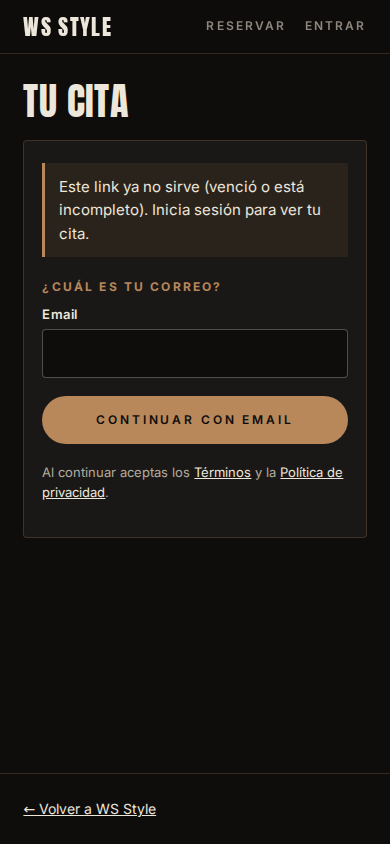 WS STYLE
RESERVAR ENTRAR
TU CITA
Este link ya no sirve (venció o está
incompleto). Inicia sesión para ver tu
cita.
¿CUÁL ES TU CORREO?
Email
CONTINUAR CON EMAIL
Al continuar aceptas los Términos y la Política de
privacidad.
← Volver a WS Style